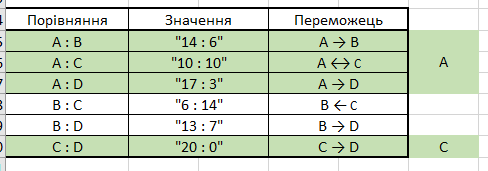 Порівняння Значення Переможець
A : B "14 : 6" A → B
A : C "10 : 10" A ↔ C A
A : D "17 : 3" A → D
B : C "6 : 14" B ← C
B : D "13 : 7" B → D
C : D "20 : 0" C → D C